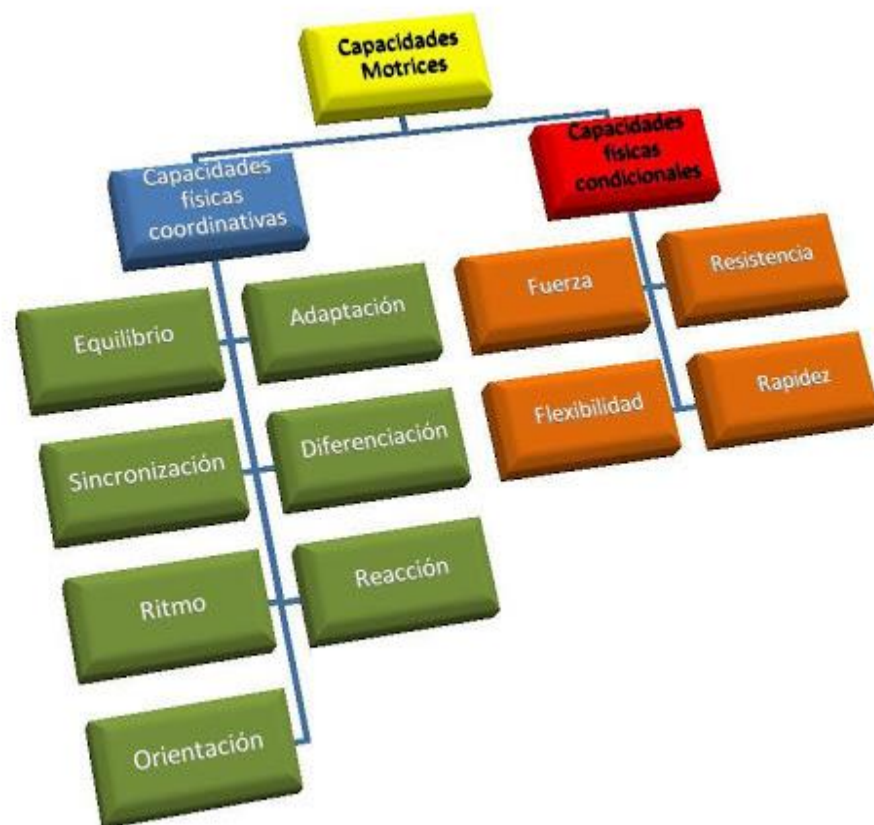 Capacidades
Motrices
Capacidades
físicas
coordinativas
Capacidades
físicas
condicionales
Equilibrio
Adaptación
Sincronización
Diferenciación
Ritmo
Reacción
Orientación
Fuerza
Resistencia
Flexibilidad
Rapidez